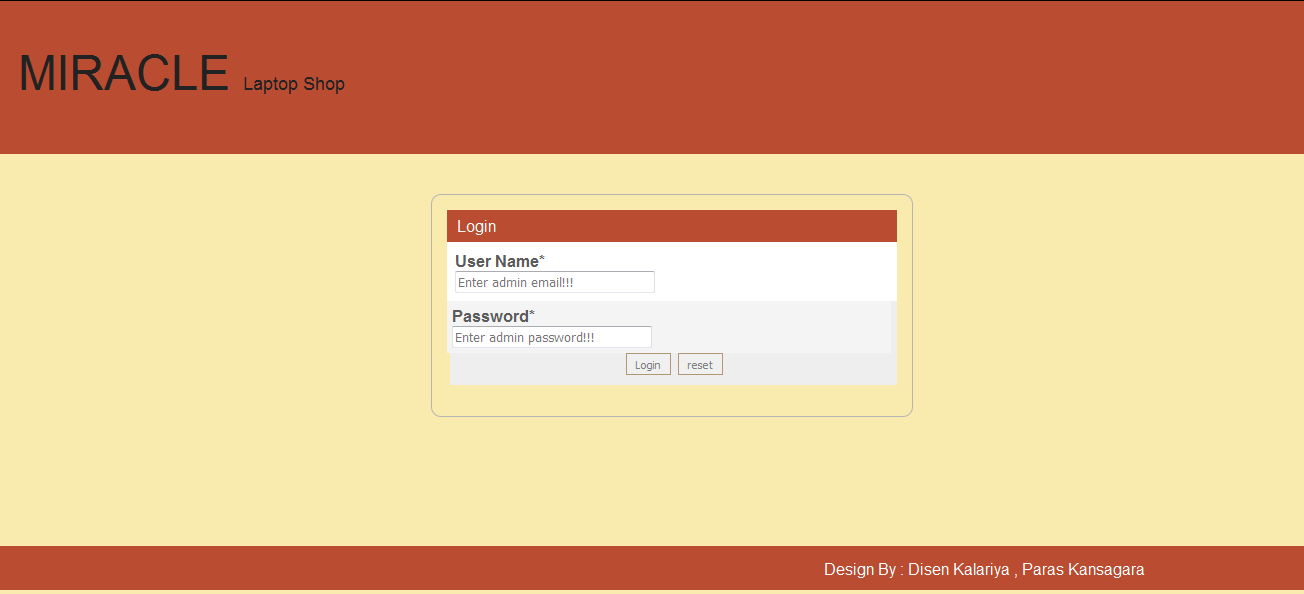 MIRACLE Laptop Shop
Login
User Name*
Enter admin email!!!
Password*
Enter admin password!!!
Login reset
Design By : Disen Kalariya , Paras Kansagara